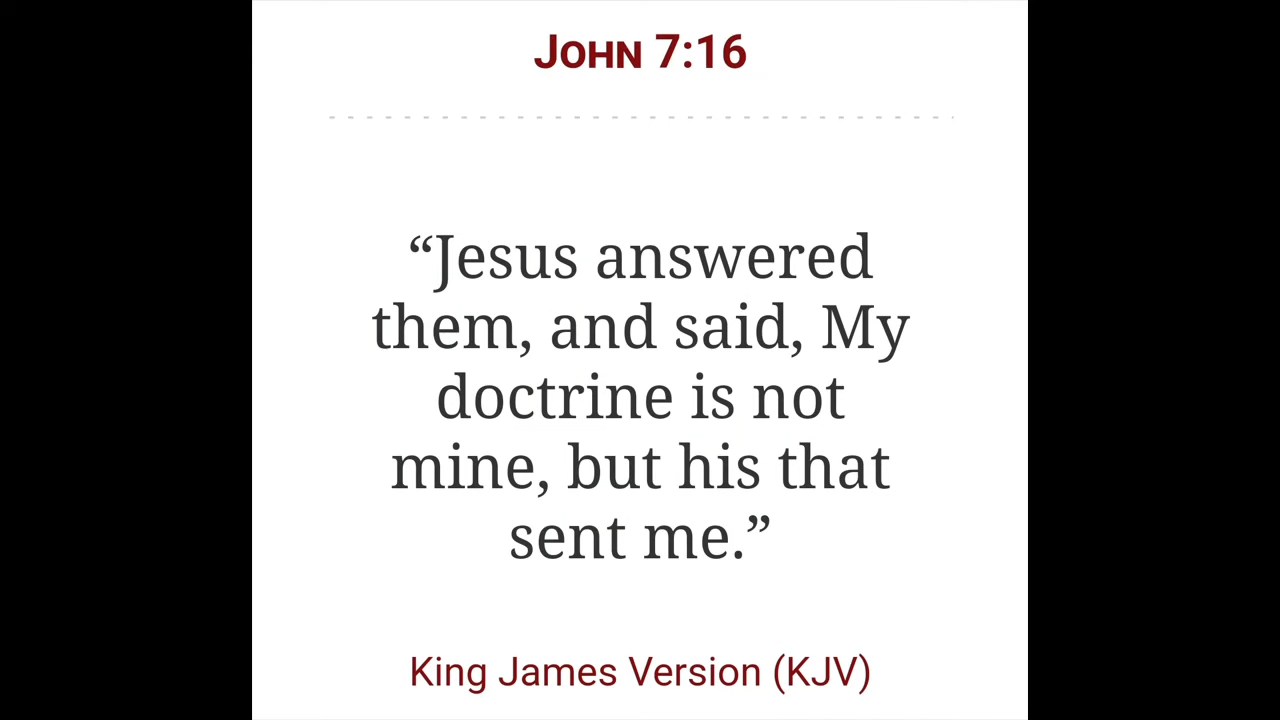 John 7:16
“Jesus answered
them, and said, My
doctrine is not
mine, but his that
sent me.”
King James Version (KJV)